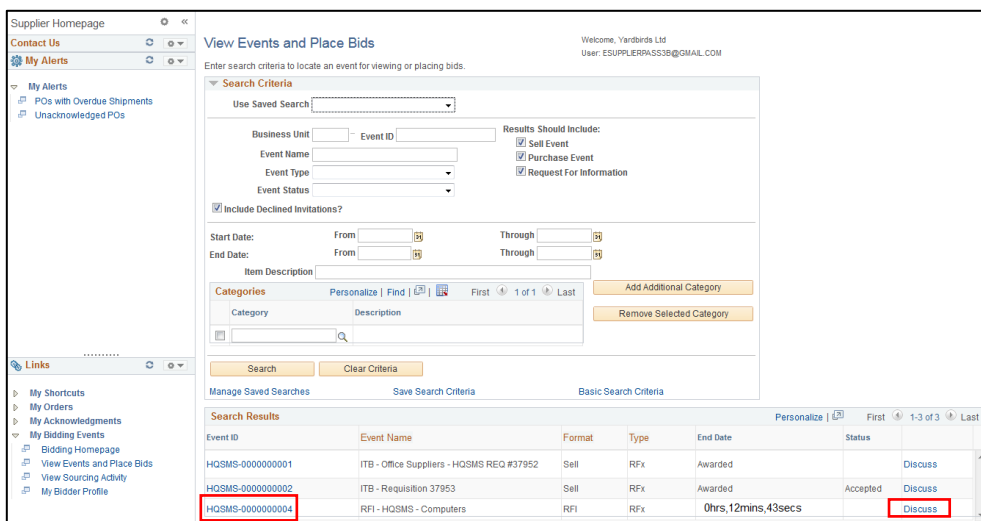 Supplier Homepage
Contact Us
My Alerts
My Alerts
POs with Overdue Shipments
Unacknowledged POs
Links
My Shortcuts
My Orders
My Acknowledgments
My Bidding Events
Bidding Homepage
View Events and Place Bids
View Sourcing Activity
My Bidder Profile
View Events and Place Bids
Welcome, Yardbirds Ltd
User: ESUPPLIERPASS3B@GMAIL.COM
Enter search criteria to locate an event for viewing or placing bids.
Search Criteria
Use Saved Search
Business Unit - Event ID Results Should Include:
Sell Event
Event Name Purchase Event
Event Type Request For Information
Event Status
Include Declined Invitations?
Start Date: From Through
End Date: From Through
Item Description
Categories Personalize | Find | First 1 of 1 Last Add Additional Category
Category Description Remove Selected Category
Search Clear Criteria
Manage Saved Searches Save Search Criteria Basic Search Criteria
Search Results Personalize | First 1-3 of 3 Last
Event ID Event Name Format Type End Date Status
HQSMS-0000000001 ITB - Office Suppliers - HQSMS REQ #37952 Sell RFx Awarded Discuss
HQSMS-0000000002 ITB - Requisition 37953 Sell RFx Awarded Accepted Discuss
HQSMS-0000000004 RFI - HQSMS - Computers RFI RFx 0hrs,12mins,43secs Discuss